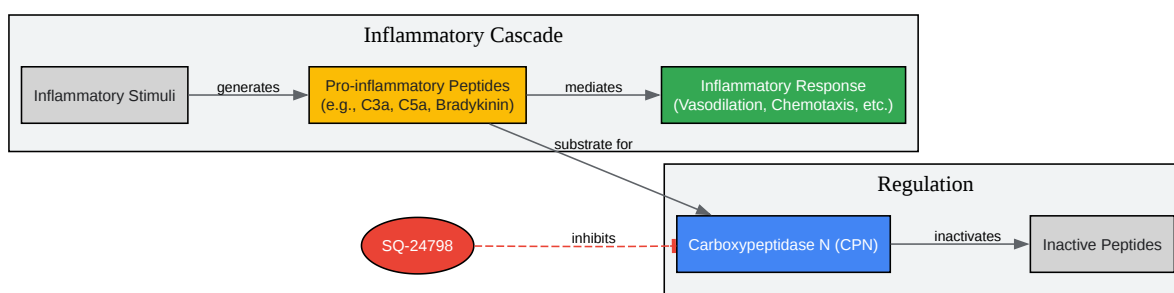 Inflammatory Cascade
Inflammatory Stimuli
generates
Pro-inflammatory Peptides
(e.g., C3a, C5a, Bradykinin)
mediates
Inflammatory Response
(Vasodilation, Chemotaxis, etc.)
substrate for
Regulation
SQ-24798
inhibits
Carboxypeptidase N (CPN)
inactivates
Inactive Peptides